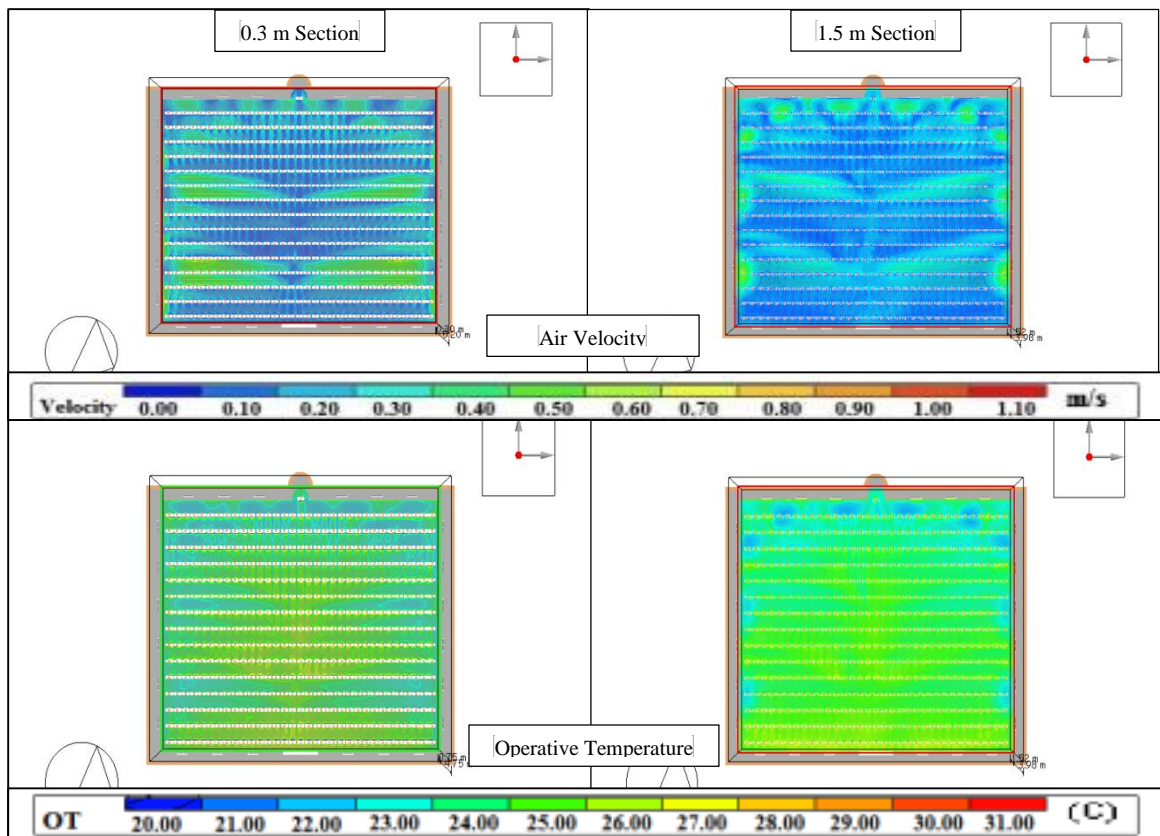 0.3 m Section
1.5 m Section
Air Velocity
Velocity 0.00 0.10 0.20 0.30 0.40 0.50 0.60 0.70 0.80 0.90 1.00 1.10 m/s
Operative Temperature
OT 20.00 21.00 22.00 23.00 24.00 25.00 26.00 27.00 28.00 29.00 30.00 31.00 (C)